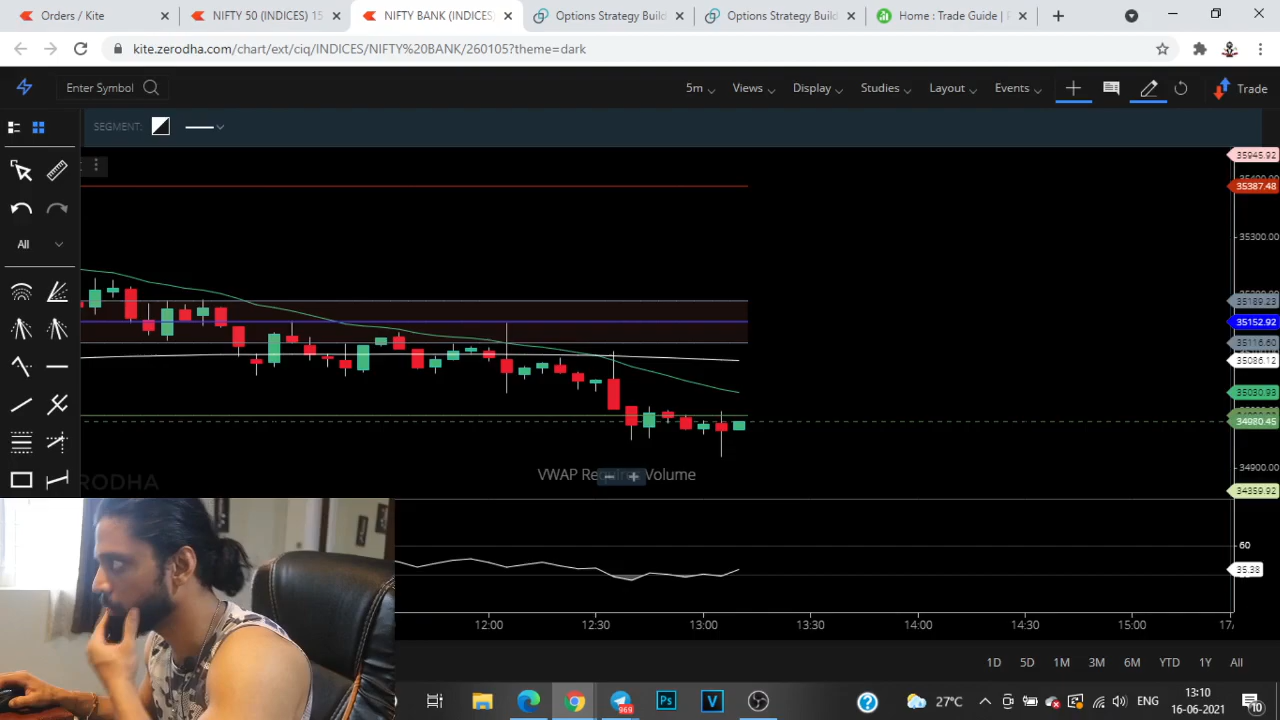 Orders / Kite
NIFTY 50 (INDICES) 15
NIFTY BANK (INDICES)
Options Strategy Build
Options Strategy Build
Home : Trade Guide |
kite.zerodha.com/chart/ext/ciq/INDICES/NIFTY%20BANK/260105?theme=dark
Enter Symbol
5m
Views
Display
Studies
Layout
Events
Trade
SEGMENT:
All
35945.92
35387.48
35300.00
35189.23
35152.92
35116.60
35086.12
35030.93
34980.45
34900.00
34359.92
VWAP Volume
60
35.38
12:00
12:30
13:00
13:30
14:00
14:30
15:00
17/
1D
5D
1M
3M
6M
YTD
1Y
All
969
Ps
V
27°C
ENG
13:10
16-06-2021
10